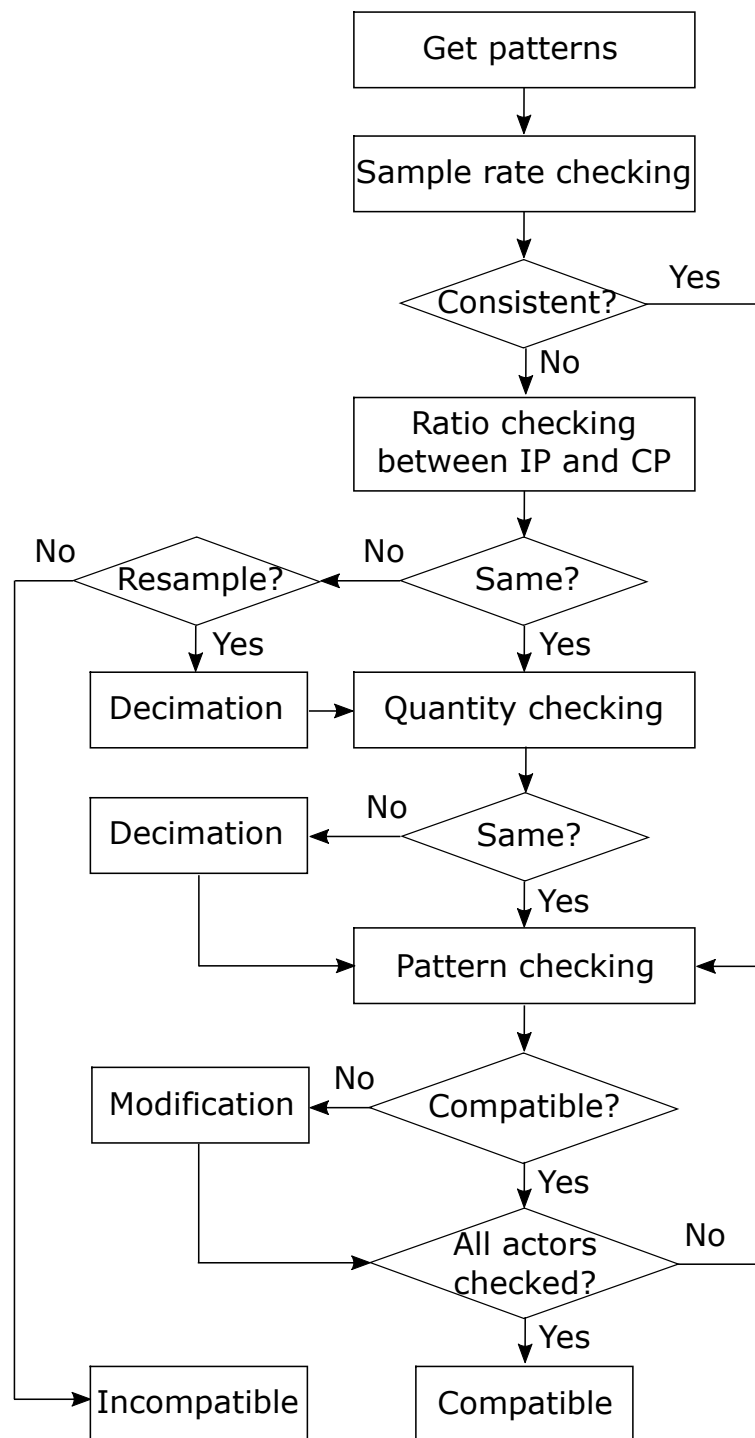 Get patterns
Sample rate checking
Consistent?
Yes
No
Ratio checking
between IP and CP
No
Resample?
No
Same?
Yes
Yes
Decimation
Quantity checking
No
Decimation
Same?
Yes
Pattern checking
No
Modification
Compatible?
Yes
All actors
checked?
No
Yes
Incompatible
Compatible